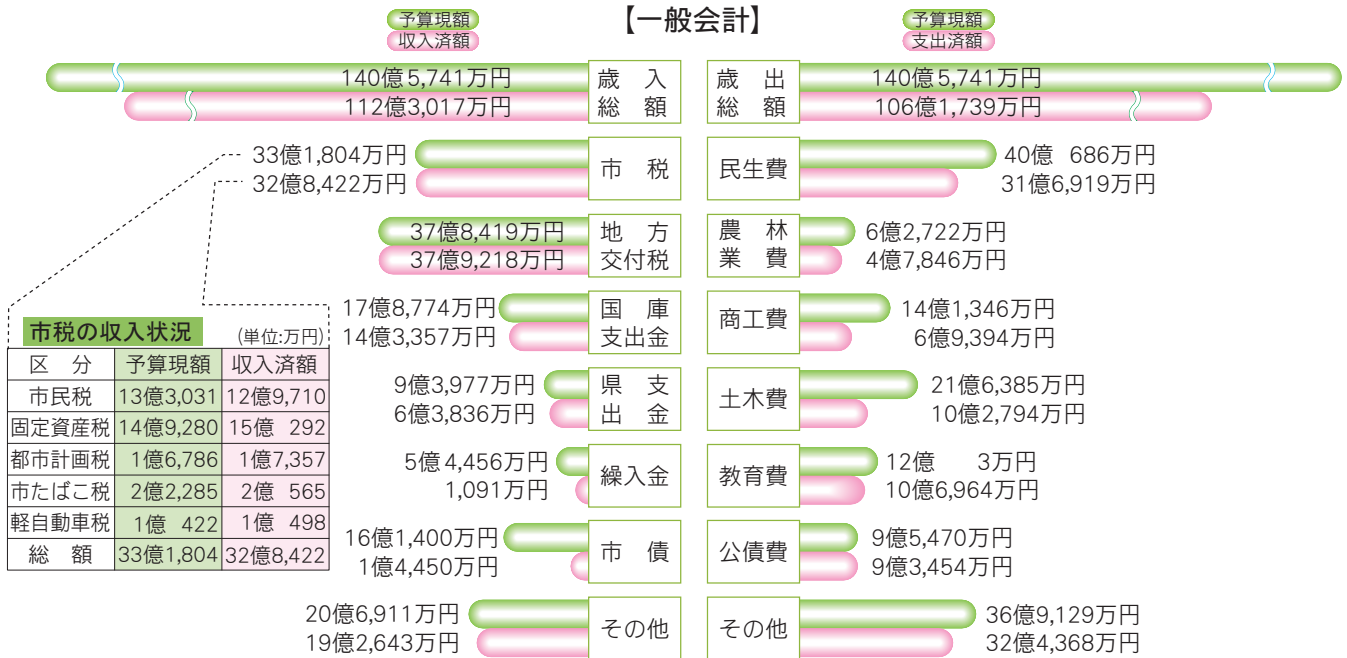 【一般会計】
予算現額
収入済額
予算現額
支出済額
140億5,741万円
112億3,017万円
歳入
総額
歳出
総額
140億5,741万円
106億1,739万円
33億1,804万円
32億8,422万円
市税
民生費
40億 686万円
31億6,919万円
37億8,419万円
37億9,218万円
地方
交付税
農林
業費
6億2,722万円
4億7,846万円
17億8,774万円
14億3,357万円
国庫
支出金
商工費
14億1,346万円
6億9,394万円
9億3,977万円
6億3,836万円
県支
出金
土木費
21億6,385万円
10億2,794万円
5億4,456万円
1,091万円
繰入金
教育費
12億 3万円
10億6,964万円
16億1,400万円
1億4,450万円
市債
公債費
9億5,470万円
9億3,454万円
20億6,911万円
19億2,643万円
その他
その他
36億9,129万円
32億4,368万円
市税の収入状況 (単位:万円)
区分 予算現額 収入済額
市民税 13億3,031 12億9,710
固定資産税 14億9,280 15億 292
都市計画税 1億6,786 1億7,357
市たばこ税 2億2,285 2億 565
軽自動車税 1億 422 1億 498
総額 33億1,804 32億8,422